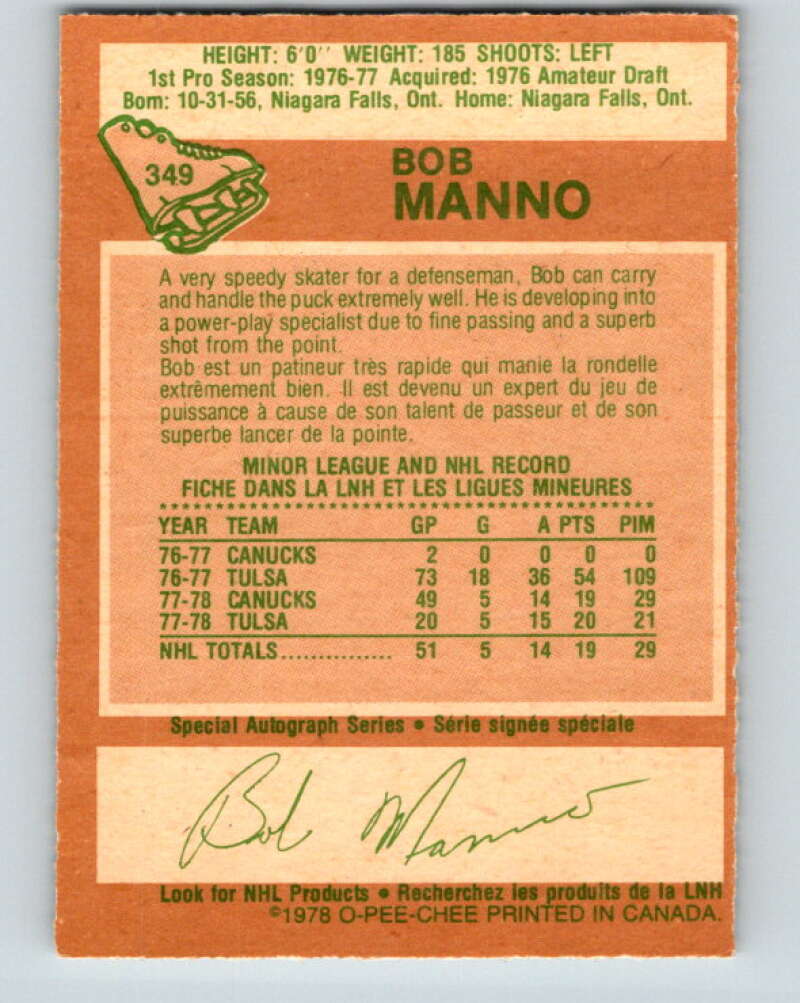 HEIGHT: 6'0'' WEIGHT: 185 SHOOTS: LEFT
1st Pro Season: 1976-77 Acquired: 1976 Amateur Draft
Born: 10-31-56, Niagara Falls, Ont. Home: Niagara Falls, Ont.
349
BOB
MANNO
A very speedy skater for a defenseman, Bob can carry
and handle the puck extremely well. He is developing into
a power-play specialist due to fine passing and a superb
shot from the point.
Bob est un patineur très rapide qui manie la rondelle
extrêmement bien. Il est devenu un expert du jeu de
puissance à cause de son talent de passeur et de son
superbe lancer de la pointe.
MINOR LEAGUE AND NHL RECORD
FICHE DANS LA LNH ET LES LIGUES MINEURES
YEAR TEAM GP G A PTS PIM
76-77 CANUCKS 2 0 0 0 0
76-77 TULSA 73 18 36 54 109
77-78 CANUCKS 49 5 14 19 29
77-78 TULSA 20 5 15 20 21
NHL TOTALS............... 51 5 14 19 29
Special Autograph Series • Série signée spéciale
Bob Manno
Look for NHL Products • Recherchez les produits de la LNH
©1978 O-PEE-CHEE PRINTED IN CANADA.